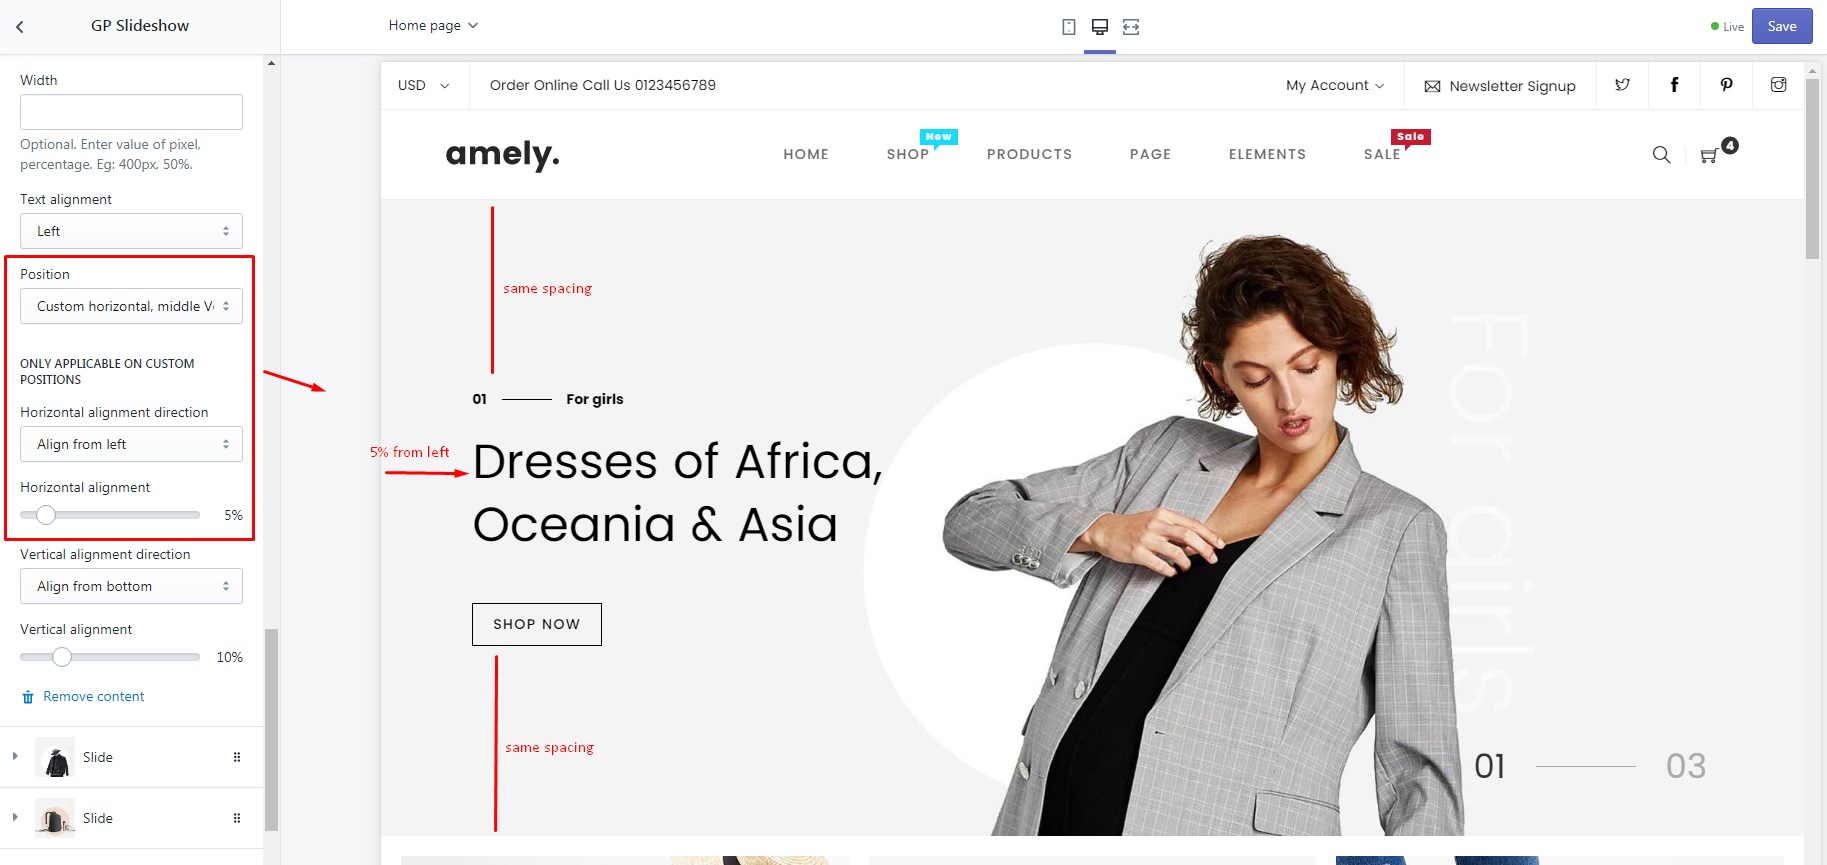 GP Slideshow
Home page
Live
Save
Width
Optional. Enter value of pixel,
percentage. Eg: 400px, 50%.
Text alignment
Left
Position
Custom horizontal, middle V
ONLY APPLICABLE ON CUSTOM
POSITIONS
Horizontal alignment direction
Align from left
Horizontal alignment
5%
Vertical alignment direction
Align from bottom
Vertical alignment
10%
Remove content
Slide
Slide
USD
Order Online Call Us 0123456789
My Account
Newsletter Signup
amely.
HOME
SHOP
New
PRODUCTS
PAGE
ELEMENTS
SALE
Sale
4
same spacing
01
For girls
5% from left
Dresses of Africa,
Oceania & Asia
SHOP NOW
same spacing
For girls
01
03